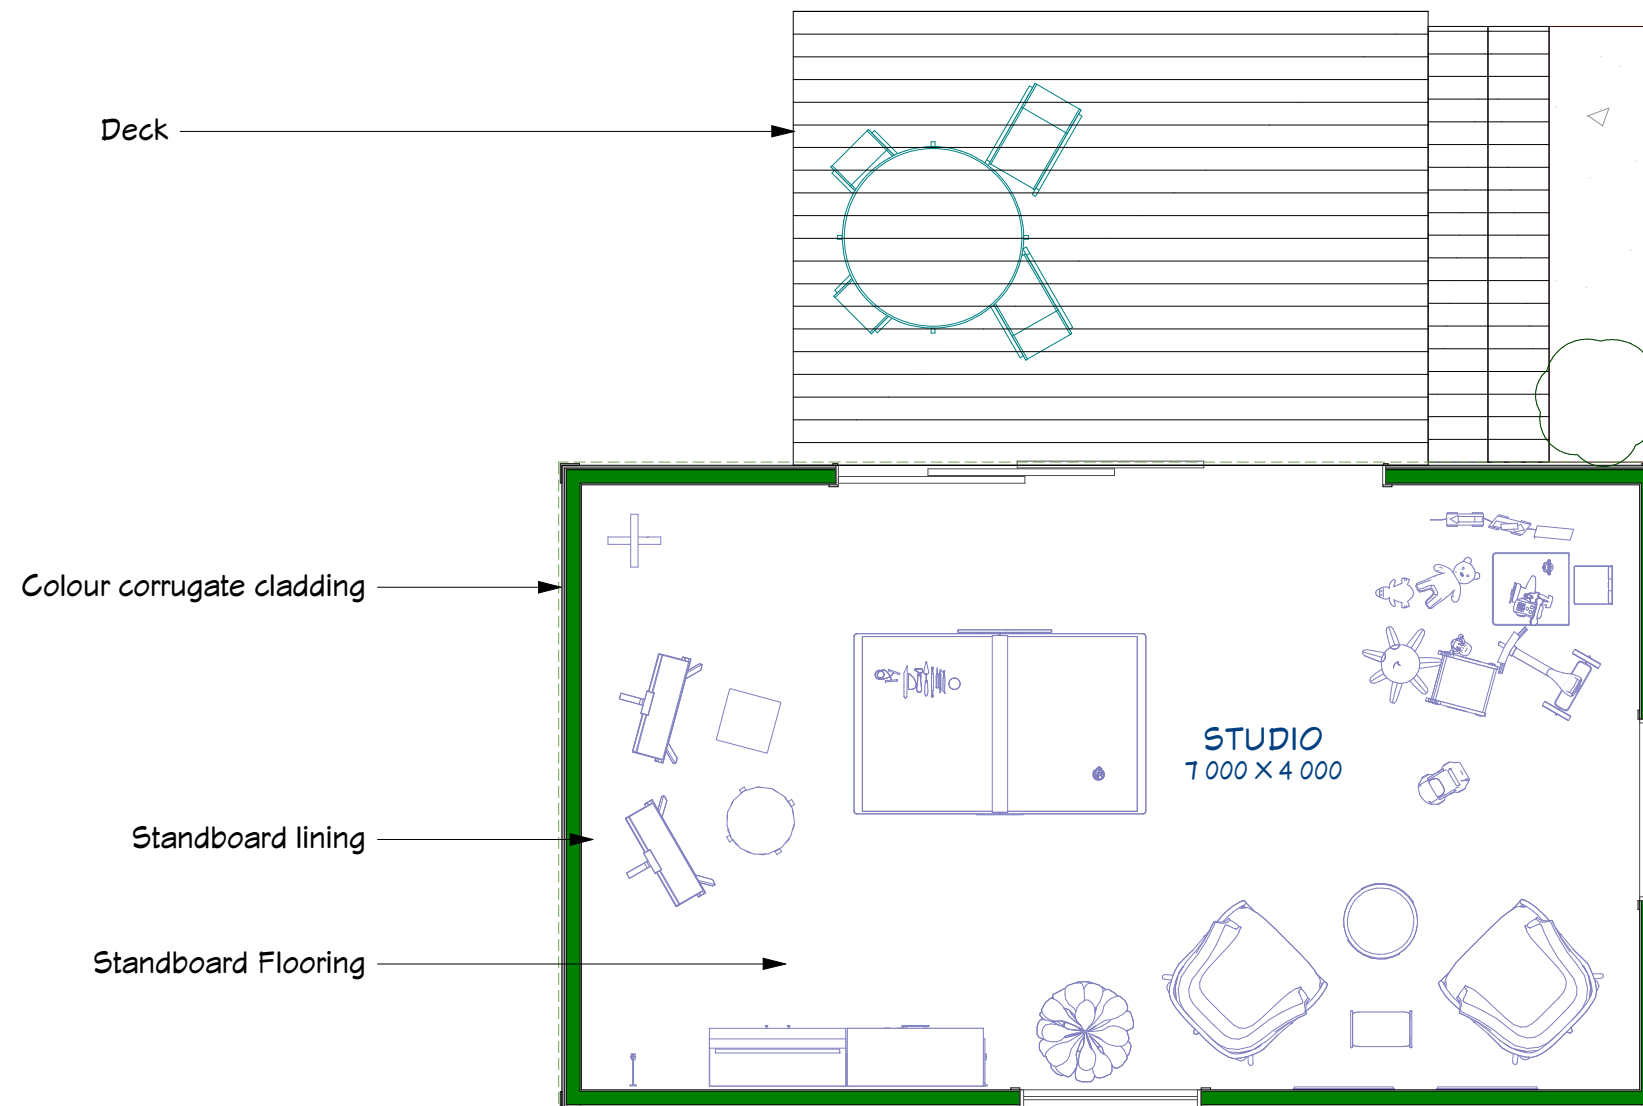 Deck
Colour corrugate cladding
STUDIO
7 000 X 4 000
Standboard lining
Standboard Flooring